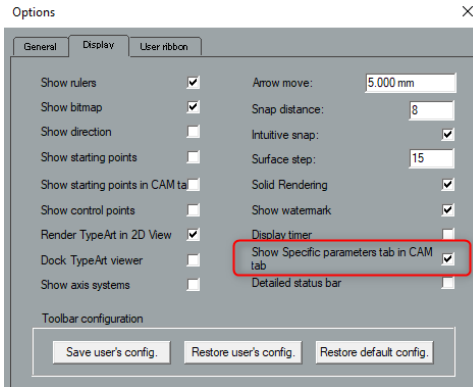 Options
General
Display
User ribbon
Show rulers
Show bitmap
Show direction
Show starting points
Show starting points in CAM ta
Show control points
Render TypeArt in 2D View
Dock TypeArt viewer
Show axis systems
Arrow move:
5.000 mm
Snap distance:
8
Intuitive snap:
Surface step:
15
Solid Rendering
Show watermark
Display timer
Show Specific parameters tab in CAM
tab
Detailed status bar
Toolbar configuration
Save user's config.
Restore user's config.
Restore default config.